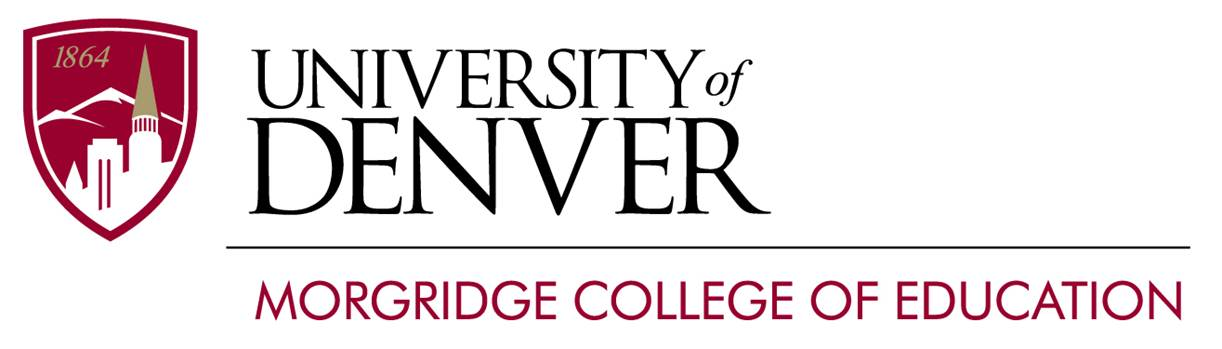 1864
UNIVERSITY of
DENVER
MORGRIDGE COLLEGE OF EDUCATION